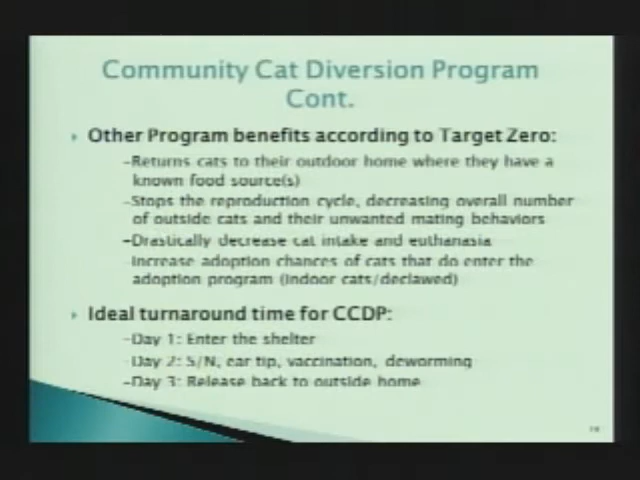 Community Cat Diversion Program
Cont.
Other Program benefits according to Target Zero:
-Returns cats to their outdoor home where they have a
known food source(s)
-Stops the reproduction cycle, decreasing overall number
of outside cats and their unwanted mating behaviors
-Drastically decrease cat intake and euthanasia
Increase adoption chances of cats that do enter the
adoption program (indoor cats/declawed)
Ideal turnaround time for CCDP:
-Day 1: Enter the shelter
-Day 2: S/N, ear tip, vaccination, deworming
-Day 3: Release back to outside home